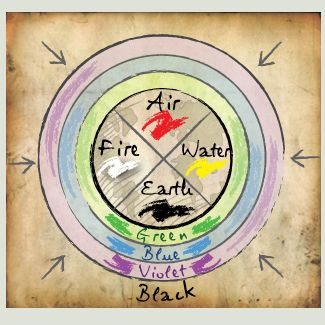 Air
Fire Water
Earth
Green
Blue
Violet
Black